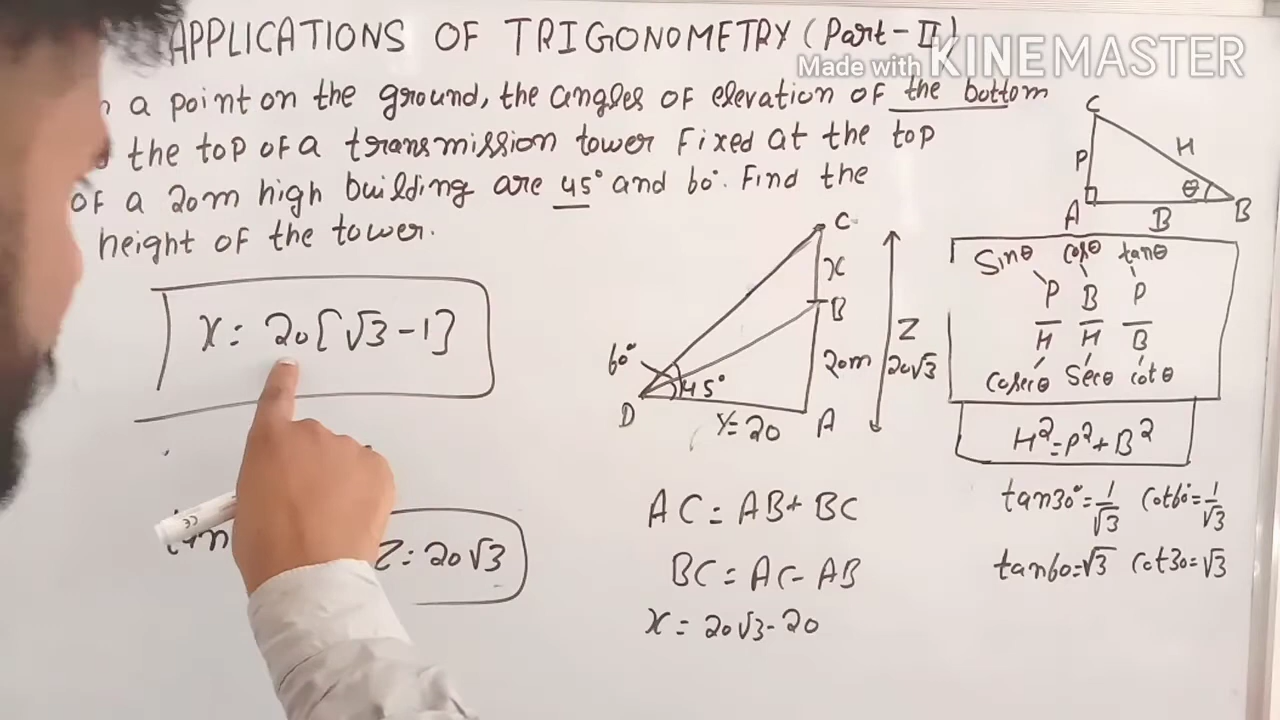 APPLICATIONS OF TRIGONOMETRY (Part-II)
Made with KINEMASTER
a point on the ground, the angles of elevation of the bottom
the top of a transmission tower Fixed at the top
of a 20m high building are 45° and 60°. Find the
height of the tower.
x = 20[√3-1]
Z = 20√3
C
x
B
20m
Z
20√3
60°
45°
D
Y=20
A
AC = AB+BC
BC = AC-AB
x = 20√3-20
C
P
H
θ
A
B
B
Sinθ cosθ tanθ
P B P
H H B
cosecθ Secθ cotθ
H²=P²+B²
tan30°=1/√3 Cot60=1/√3
tan60=√3 Cot30=√3